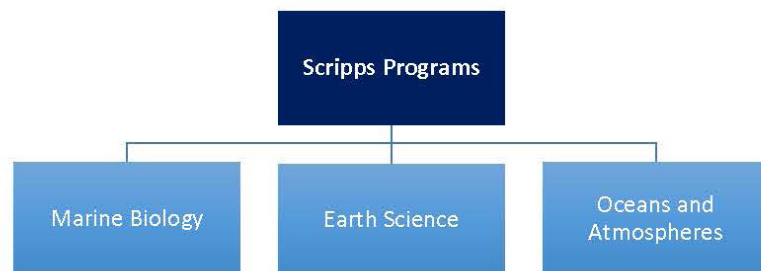 Scripps Programs
Marine Biology
Earth Science
Oceans and
Atmospheres